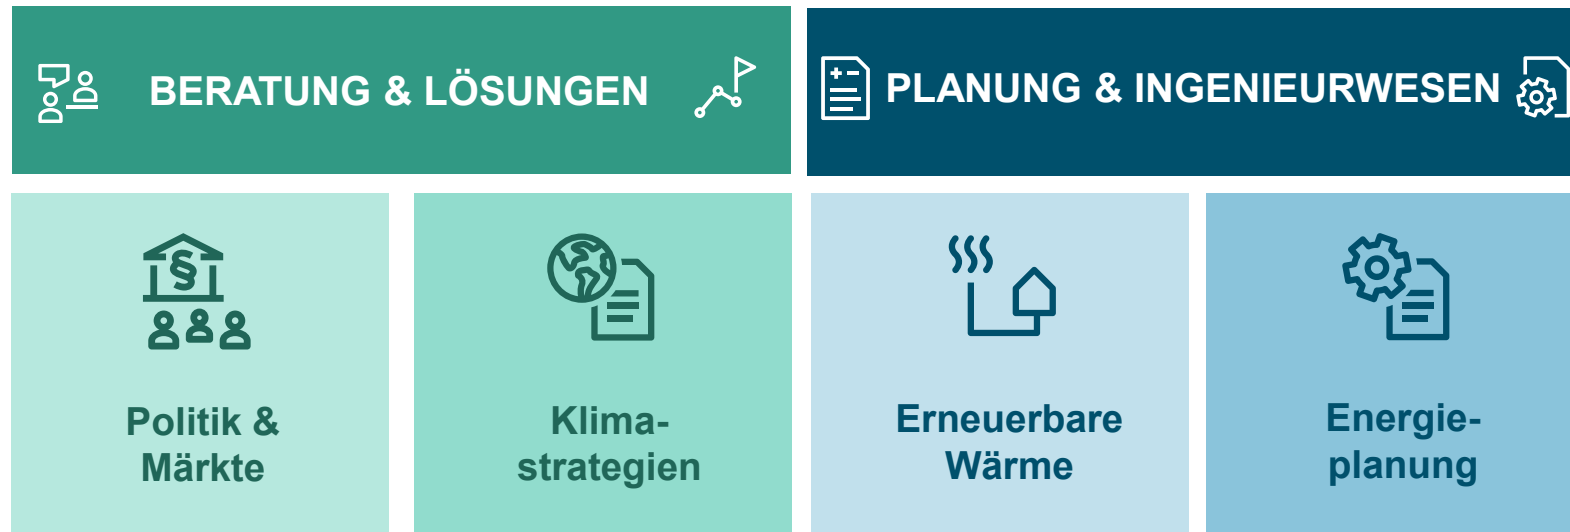 BERATUNG & LÖSUNGEN
PLANUNG & INGENIEURWESEN
§
Politik &
Märkte
Klima-
strategien
Erneuerbare
Wärme
Energie-
planung